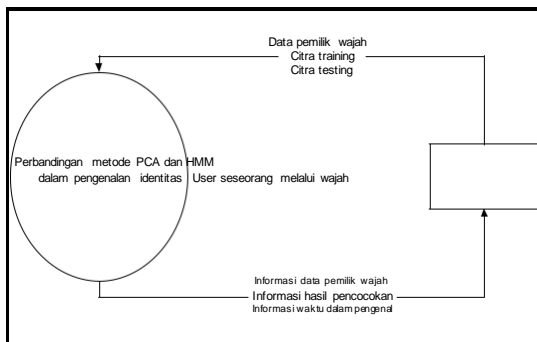 Data pemilik wajah
Citra training
Citra testing
Perbandingan metode PCA dan HMM
dalam pengenalan identitas User seseorang melalui wajah
Informasi data pemilik wajah
Informasi hasil pencocokan
Informasi waktu dalam pengenal